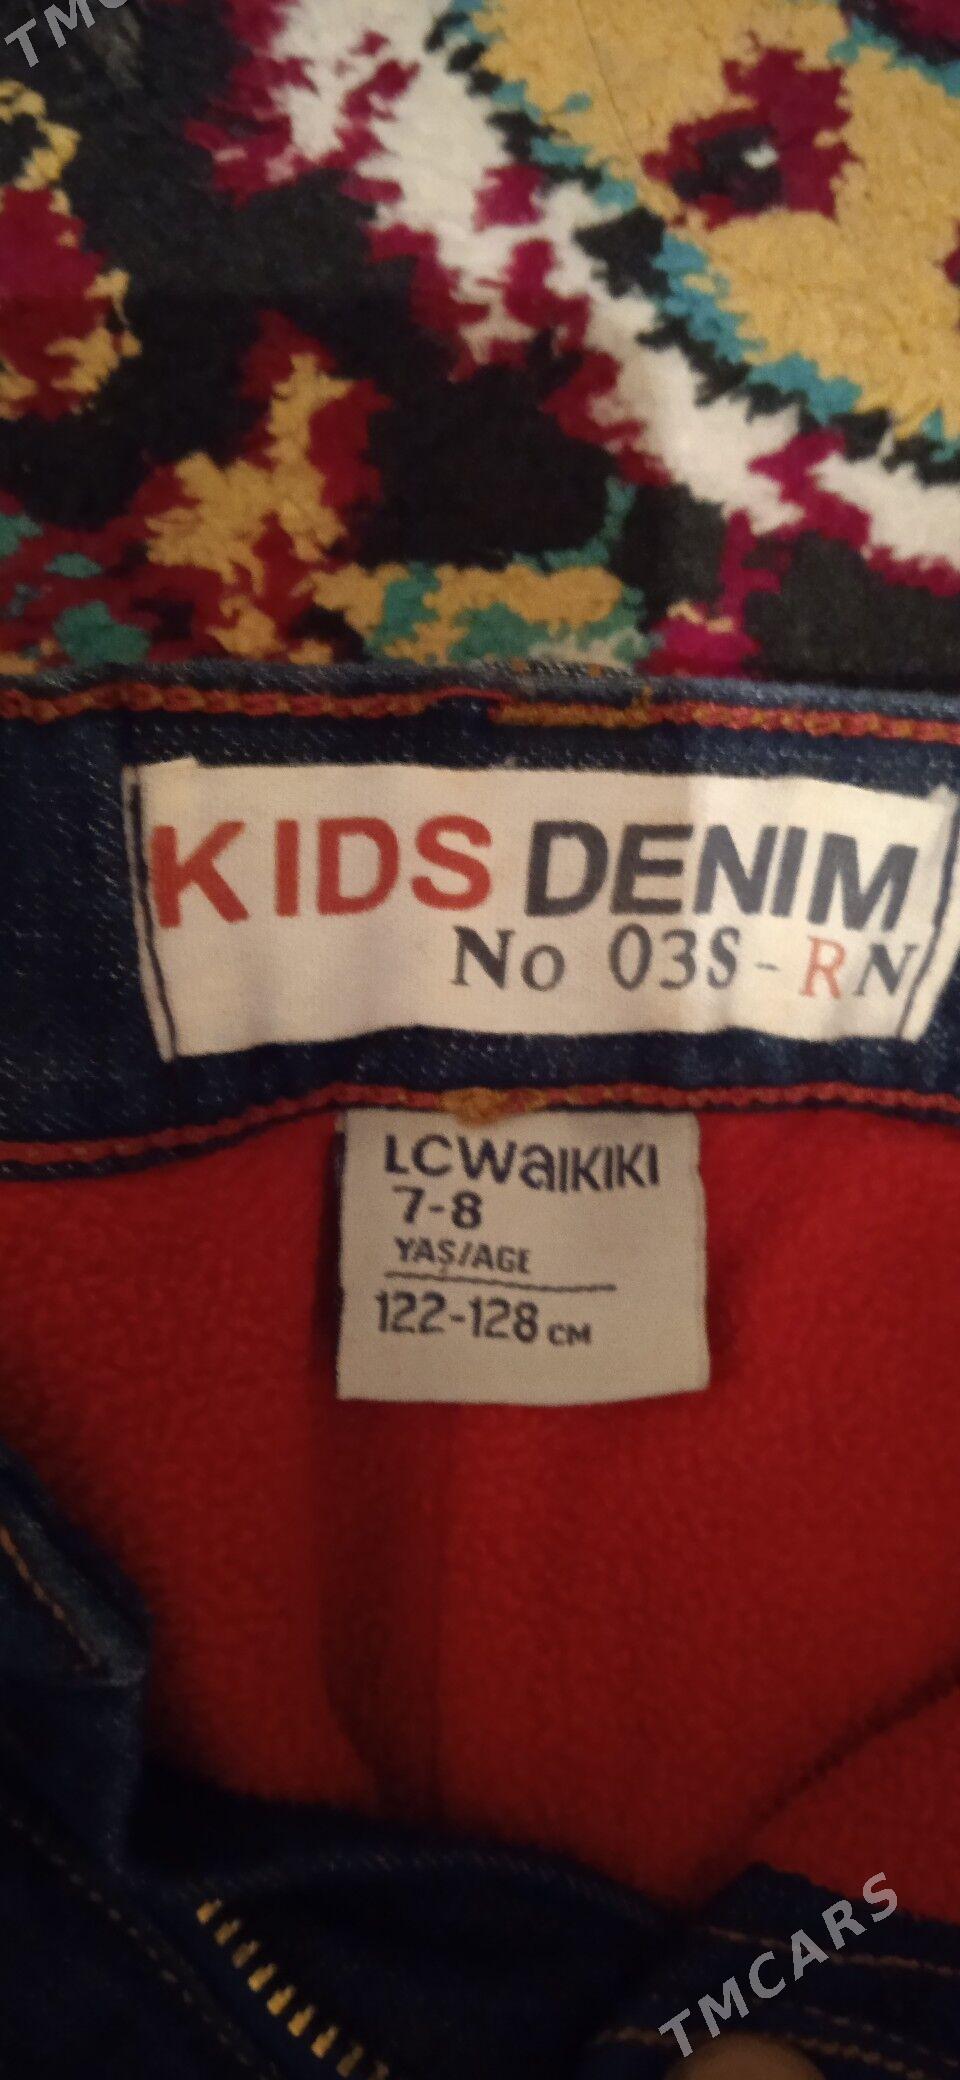 TMC
KIDS DENIM
No 03S-RN
LCWaIKIKI
7-8
YAŞ/AGE
122-128 CM
TMCARS